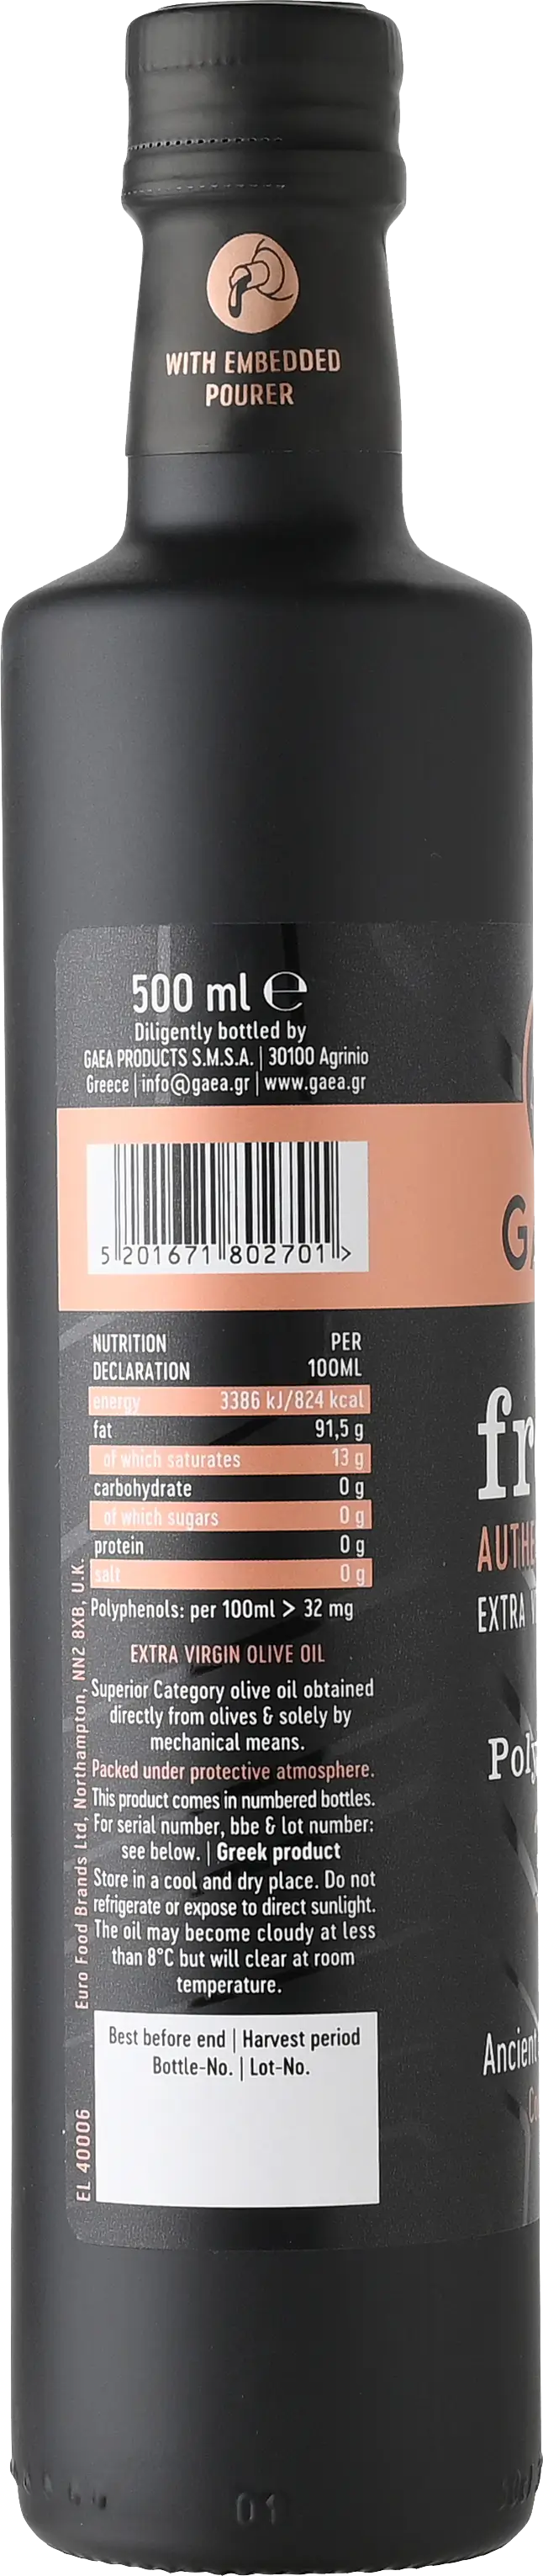 WITH EMBEDDED
POURER
500 ml ℮
Diligently bottled by
GAEA PRODUCTS S.M.S.A. | 30100 Agrinio
Greece | info@gaea.gr | www.gaea.gr
5 201671 802701 >
NUTRITION DECLARATION PER 100ML
energy 3386 kJ/824 kcal
fat 91,5 g
of which saturates 13 g
carbohydrate 0 g
of which sugars 0 g
protein 0 g
salt 0 g
Polyphenols: per 100ml > 32 mg
EXTRA VIRGIN OLIVE OIL
Superior Category olive oil obtained
directly from olives & solely by
mechanical means.
Packed under protective atmosphere.
This product comes in numbered bottles.
For serial number, bbe & lot number:
see below. | Greek product
Store in a cool and dry place. Do not
refrigerate or expose to direct sunlight.
The oil may become cloudy at less
than 8°C but will clear at room
temperature.
Best before end | Harvest period
Bottle-No. | Lot-No.
EL 40006
Euro Food Brands Ltd, Northampton, NN2 8XB, U.K.
EXTRA
Ancient
01